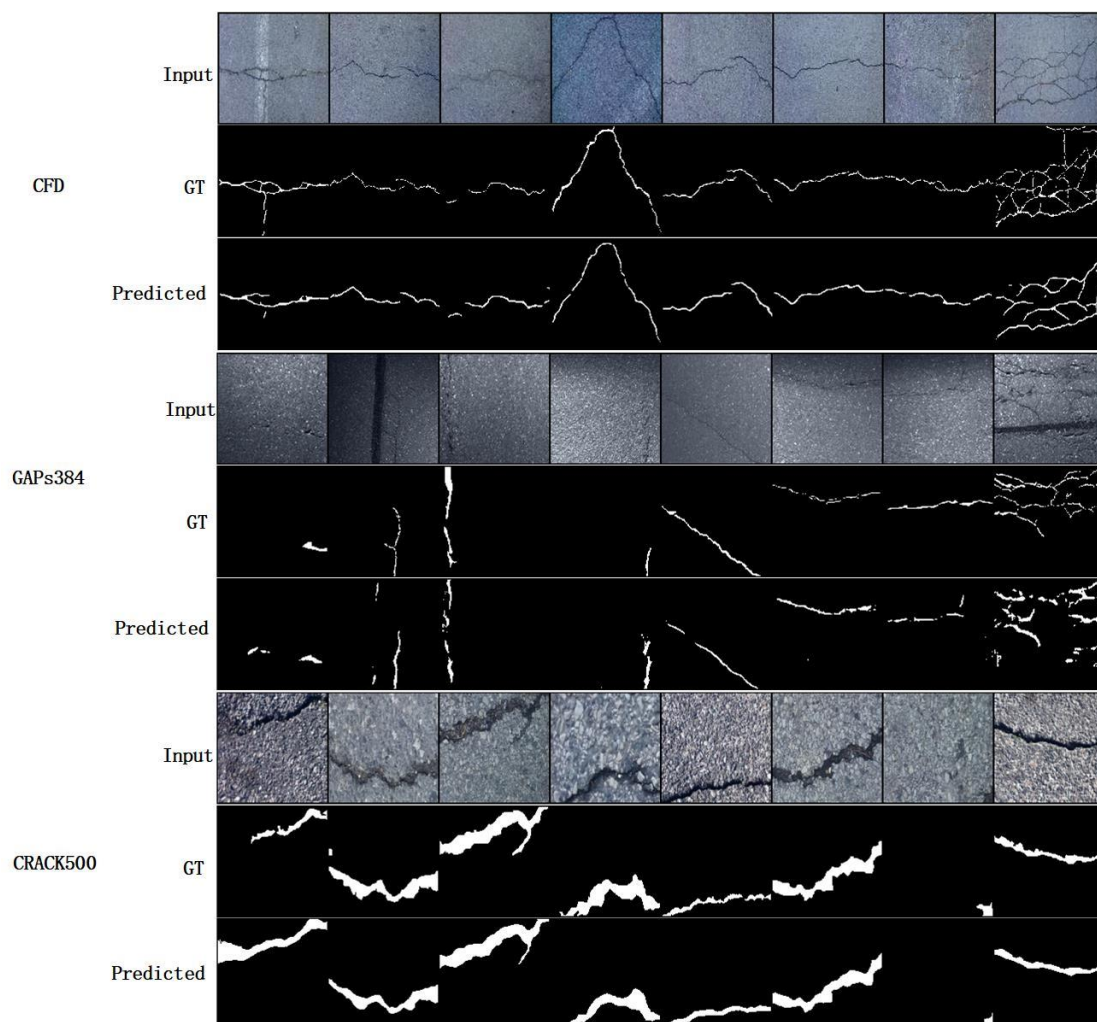 Input
CFD
GT
Predicted
Input
GAPs384
GT
Predicted
Input
CRACK500
GT
Predicted